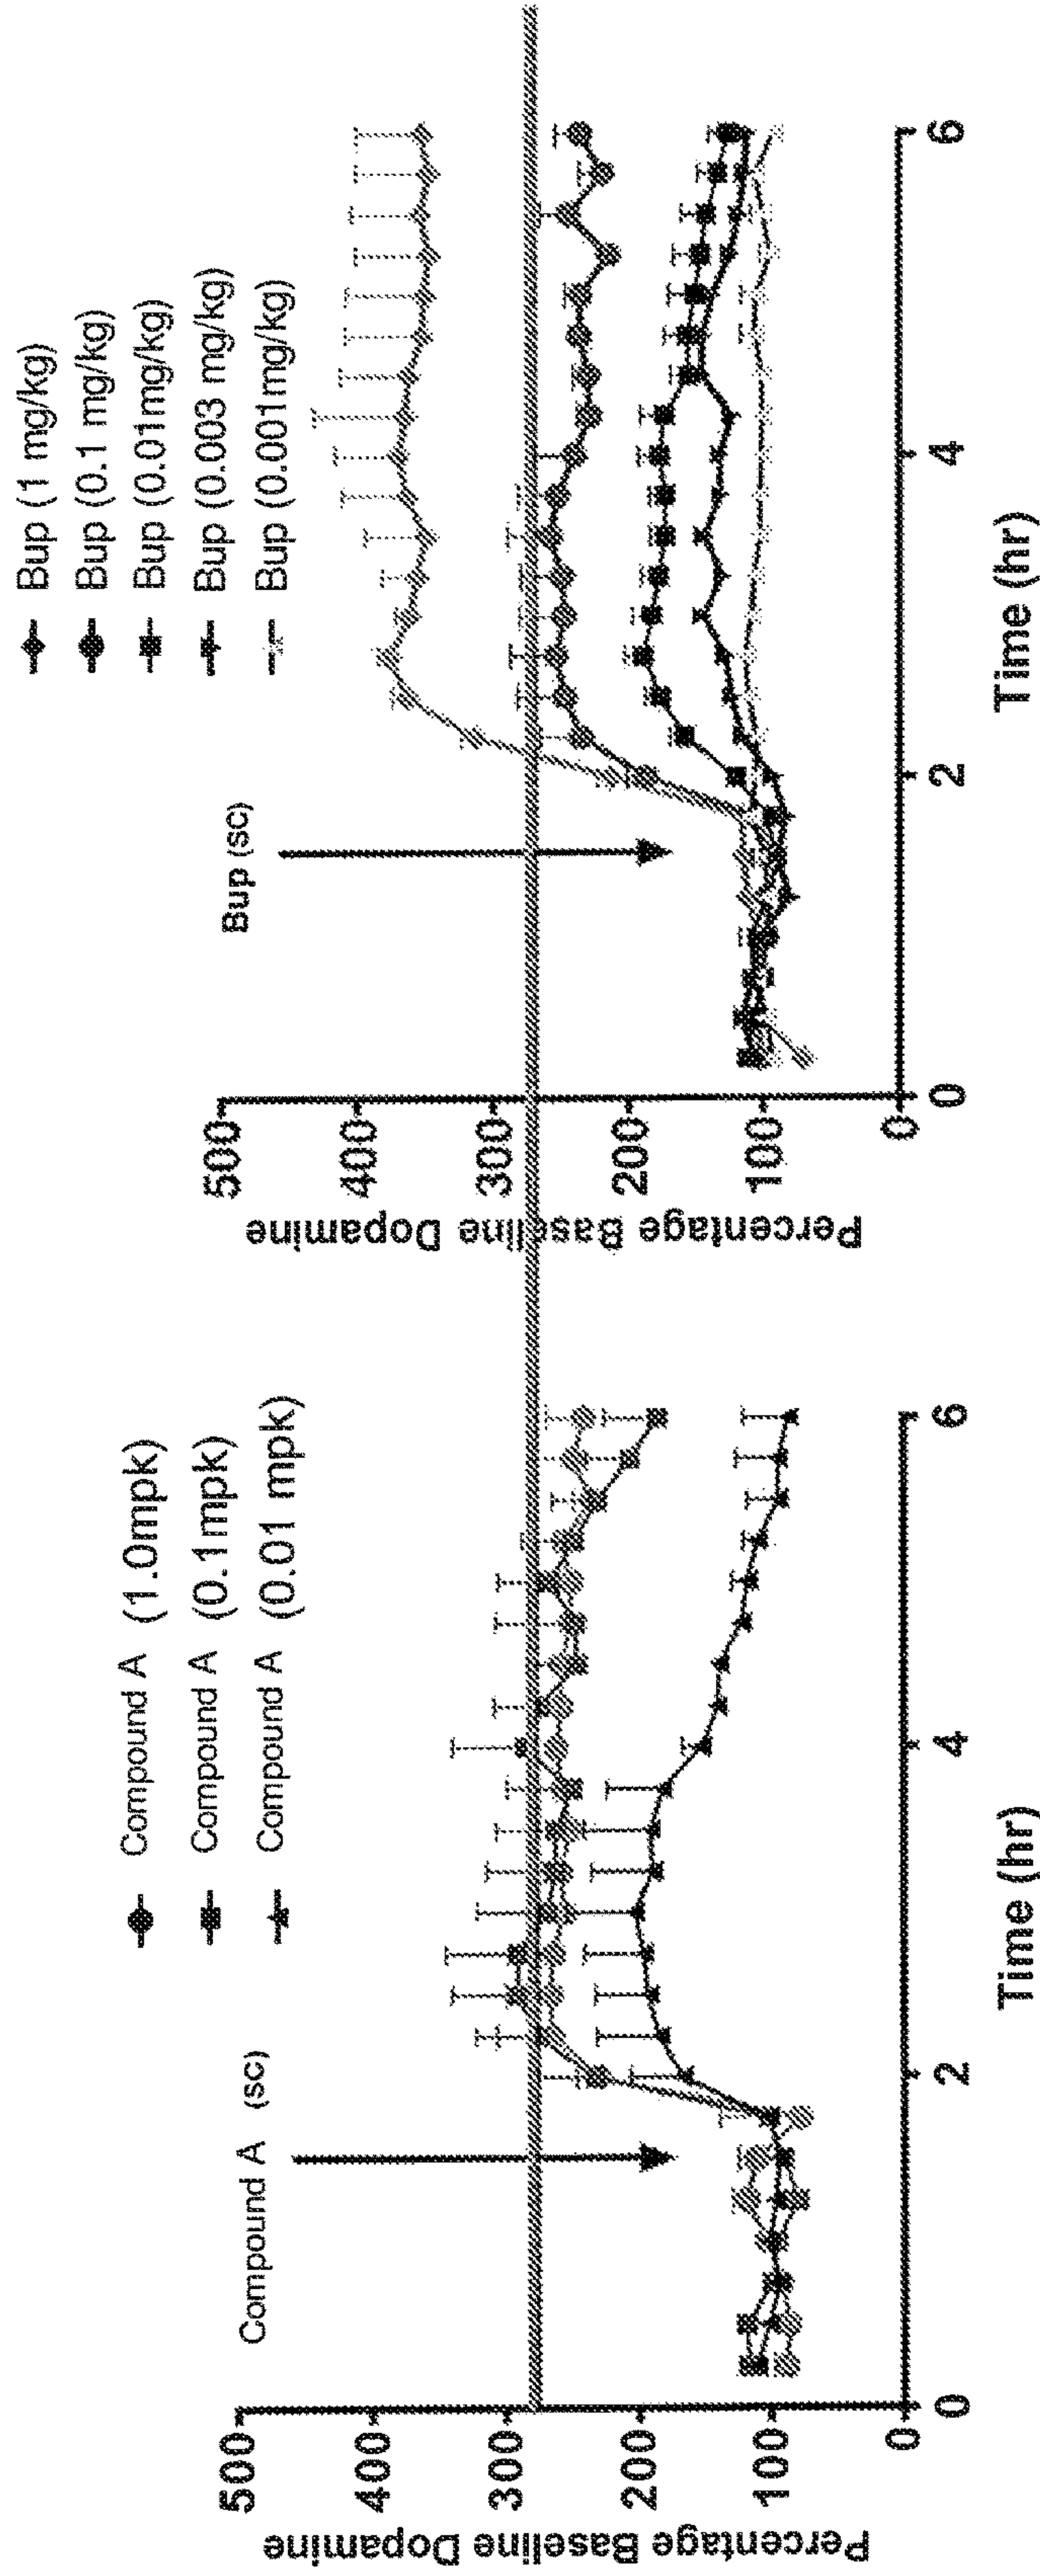 Compound A (1.0mpk)
Compound A (0.1mpk)
Compound A (0.01 mpk)
Compound A (sc)
Percentage Baseline Dopamine
500
400
300
200
100
0
0 2 4 6
Time (hr)
Bup (1 mg/kg)
Bup (0.1 mg/kg)
Bup (0.01mg/kg)
Bup (0.003 mg/kg)
Bup (0.001mg/kg)
Bup (sc)
Percentage Baseline Dopamine
500
400
300
200
100
0
0 2 4 6
Time (hr)